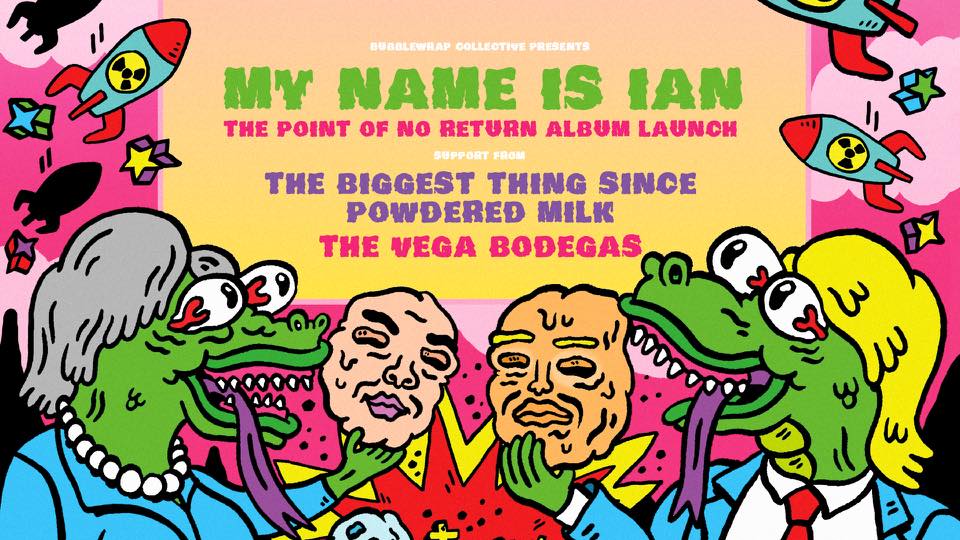 BUBBLEWRAP COLLECTIVE PRESENTS
MY NAME IS IAN
THE POINT OF NO RETURN ALBUM LAUNCH
SUPPORT FROM
THE BIGGEST THING SINCE
POWDERED MILK
THE VEGA BODEGAS